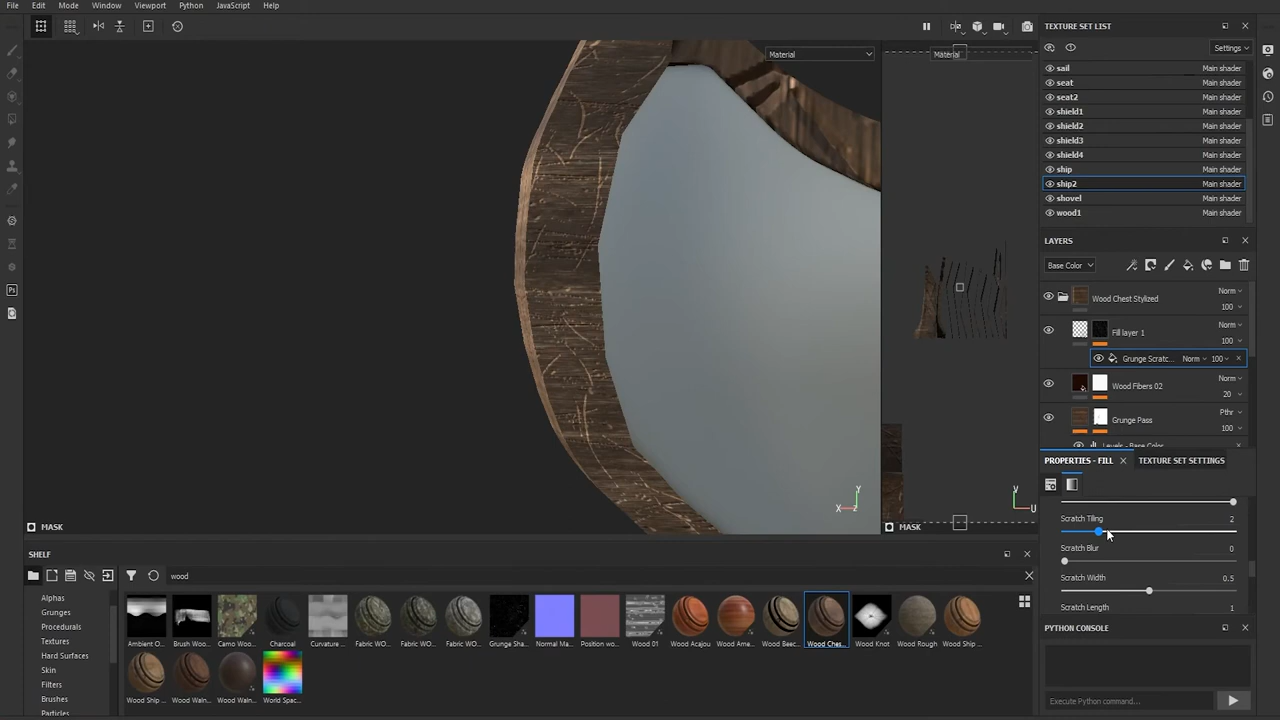 File Edit Mode Window Viewport Python JavaScript Help
TEXTURE SET LIST
Settings
Material
Material
sail Main shader
seat Main shader
seat2 Main shader
shield1 Main shader
shield2 Main shader
shield3 Main shader
shield4 Main shader
ship Main shader
ship2 Main shader
shovel Main shader
wood1 Main shader
LAYERS
Base Color
Wood Chest Stylized Norm
100
Fill layer 1 Norm
100
Grunge Scratc... Norm 100
Wood Fibers 02 Norm
20
Grunge Pass Pthr
100
Levels - Base Color
PROPERTIES - FILL TEXTURE SET SETTINGS
Scratch Tiling 2
Scratch Blur 0
Scratch Width 0.5
Scratch Length 1
PYTHON CONSOLE
Execute Python command...
Y
X Z
V
U
MASK
MASK
SHELF
wood
Alphas
Grunges
Procedurals
Textures
Hard Surfaces
Skin
Filters
Brushes
Particles
Ambient O... Brush Woo... Camo Woo... Charcoal Curvature ... Fabric WO... Fabric WO... Fabric WO... Grunge Sha... Normal Ma... Position wo... Wood 01 Wood Acajou Wood Ame... Wood Beec... Wood Ches... Wood Knot Wood Rough Wood Ship ...
Wood Ship ... Wood Waln... Wood Waln... World Spac...
Ps